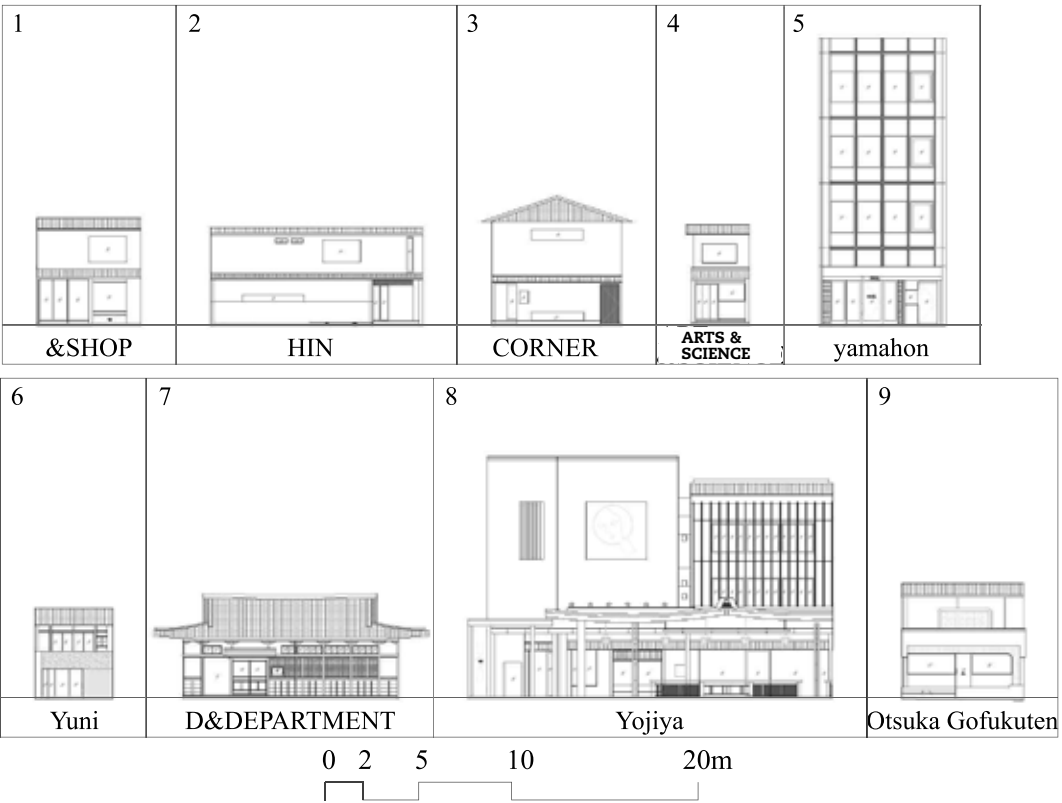 1 2 3 4 5
&SHOP HIN CORNER ARTS & yamahon
SCIENCE
6 7 8 9
Yuni D&DEPARTMENT Yojiya Otsuka Gofukuten
0 2 5 10 20m